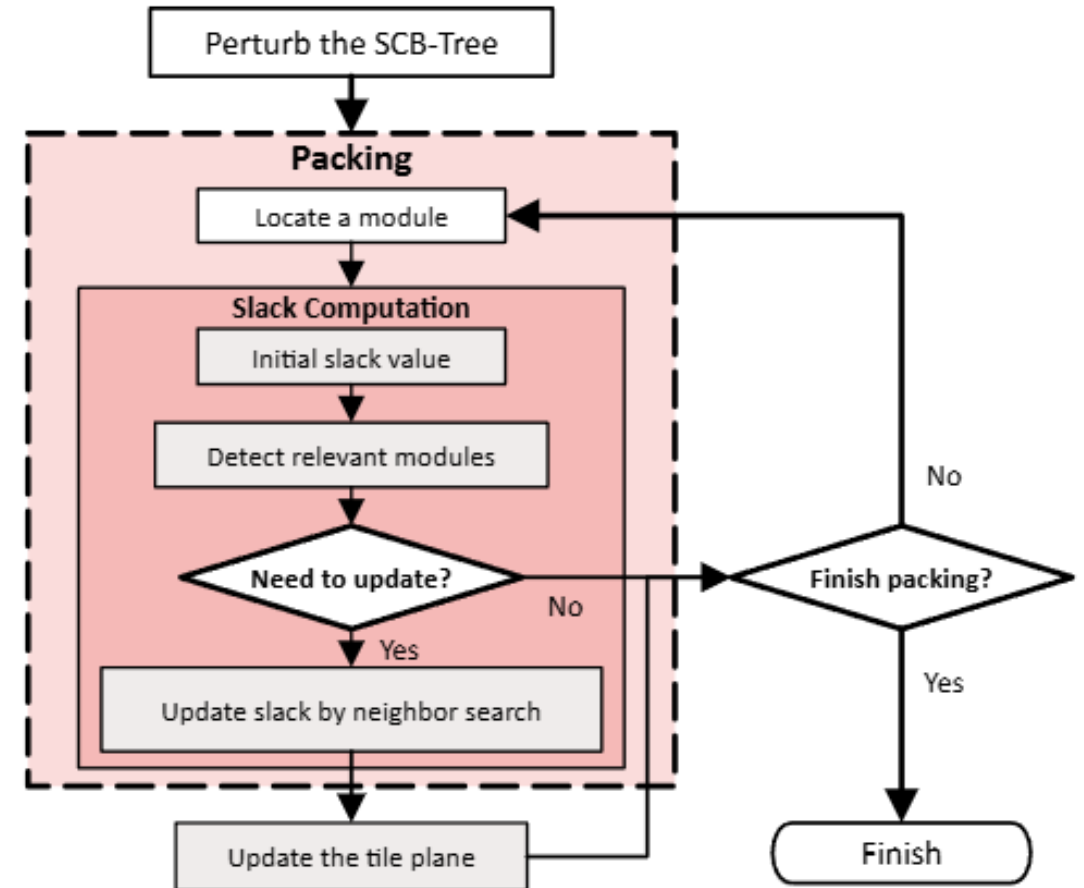 Perturb the SCB-Tree
Packing
Locate a module
Slack Computation
Initial slack value
Detect relevant modules
Need to update?
No
Yes
Update slack by neighbor search
Update the tile plane
No
Finish packing?
Yes
Finish